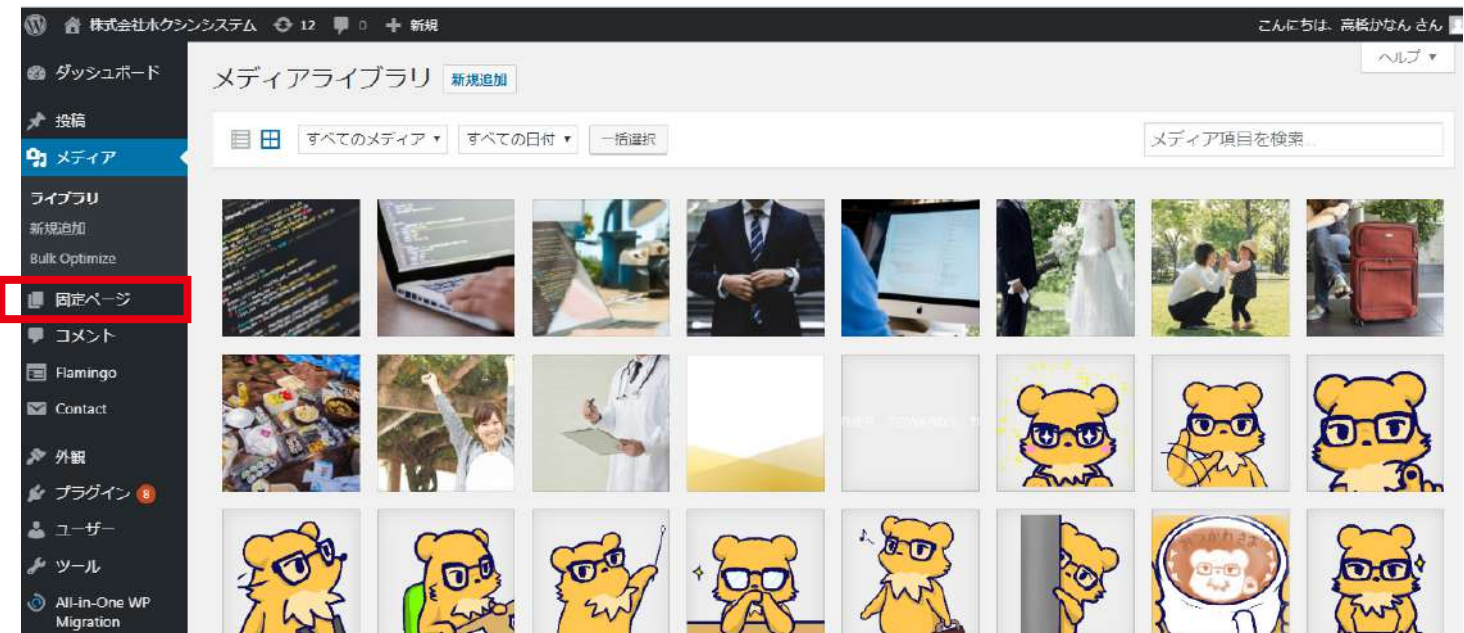 株式会社ホクシンシステム 12 0 新規 こんにちは、高橋かなん さん
ヘルプ ▼
ダッシュボード
投稿
メディア
ライブラリ
新規追加
Bulk Optimize
固定ページ
コメント
Flamingo
Contact
外観
プラグイン 8
ユーザー
ツール
All-in-One WP
Migration
メディアライブラリ 新規追加
すべてのメディア ▼ すべての日付 ▼ 一括選択 メディア項目を検索...
おつかれさま